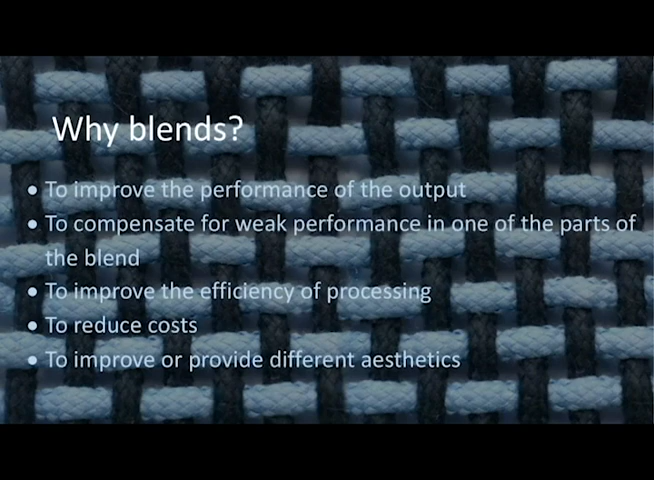 Why blends?
• To improve the performance of the output
• To compensate for weak performance in one of the parts of
the blend
• To improve the efficiency of processing
• To reduce costs
• To improve or provide different aesthetics